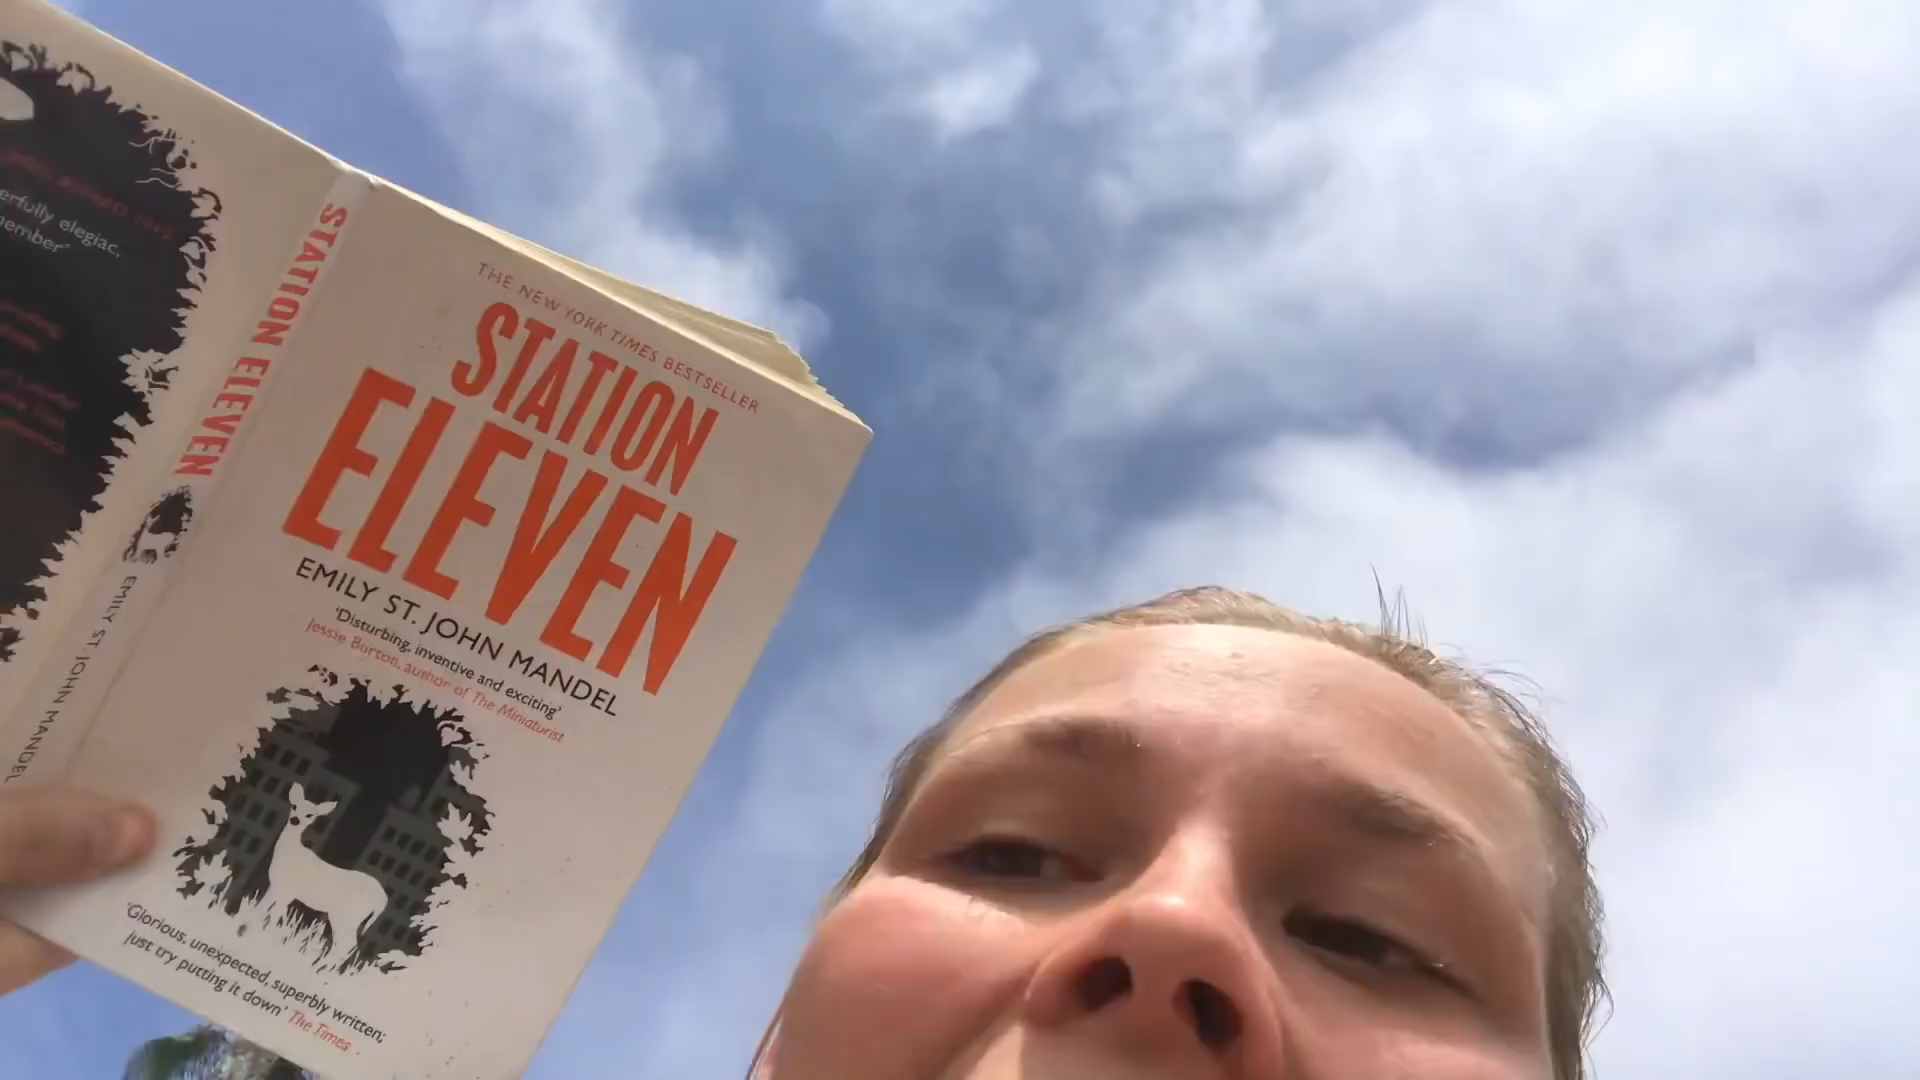 erfully elegiac,
member'
STATION ELEVEN
EMILY ST. JOHN MANDEL
THE NEW YORK TIMES BESTSELLER
STATION
ELEVEN
EMILY ST. JOHN MANDEL
'Disturbing, inventive and exciting'
Jessie Burton, author of The Miniaturist
'Glorious, unexpected, superbly written;
just try putting it down' The Times